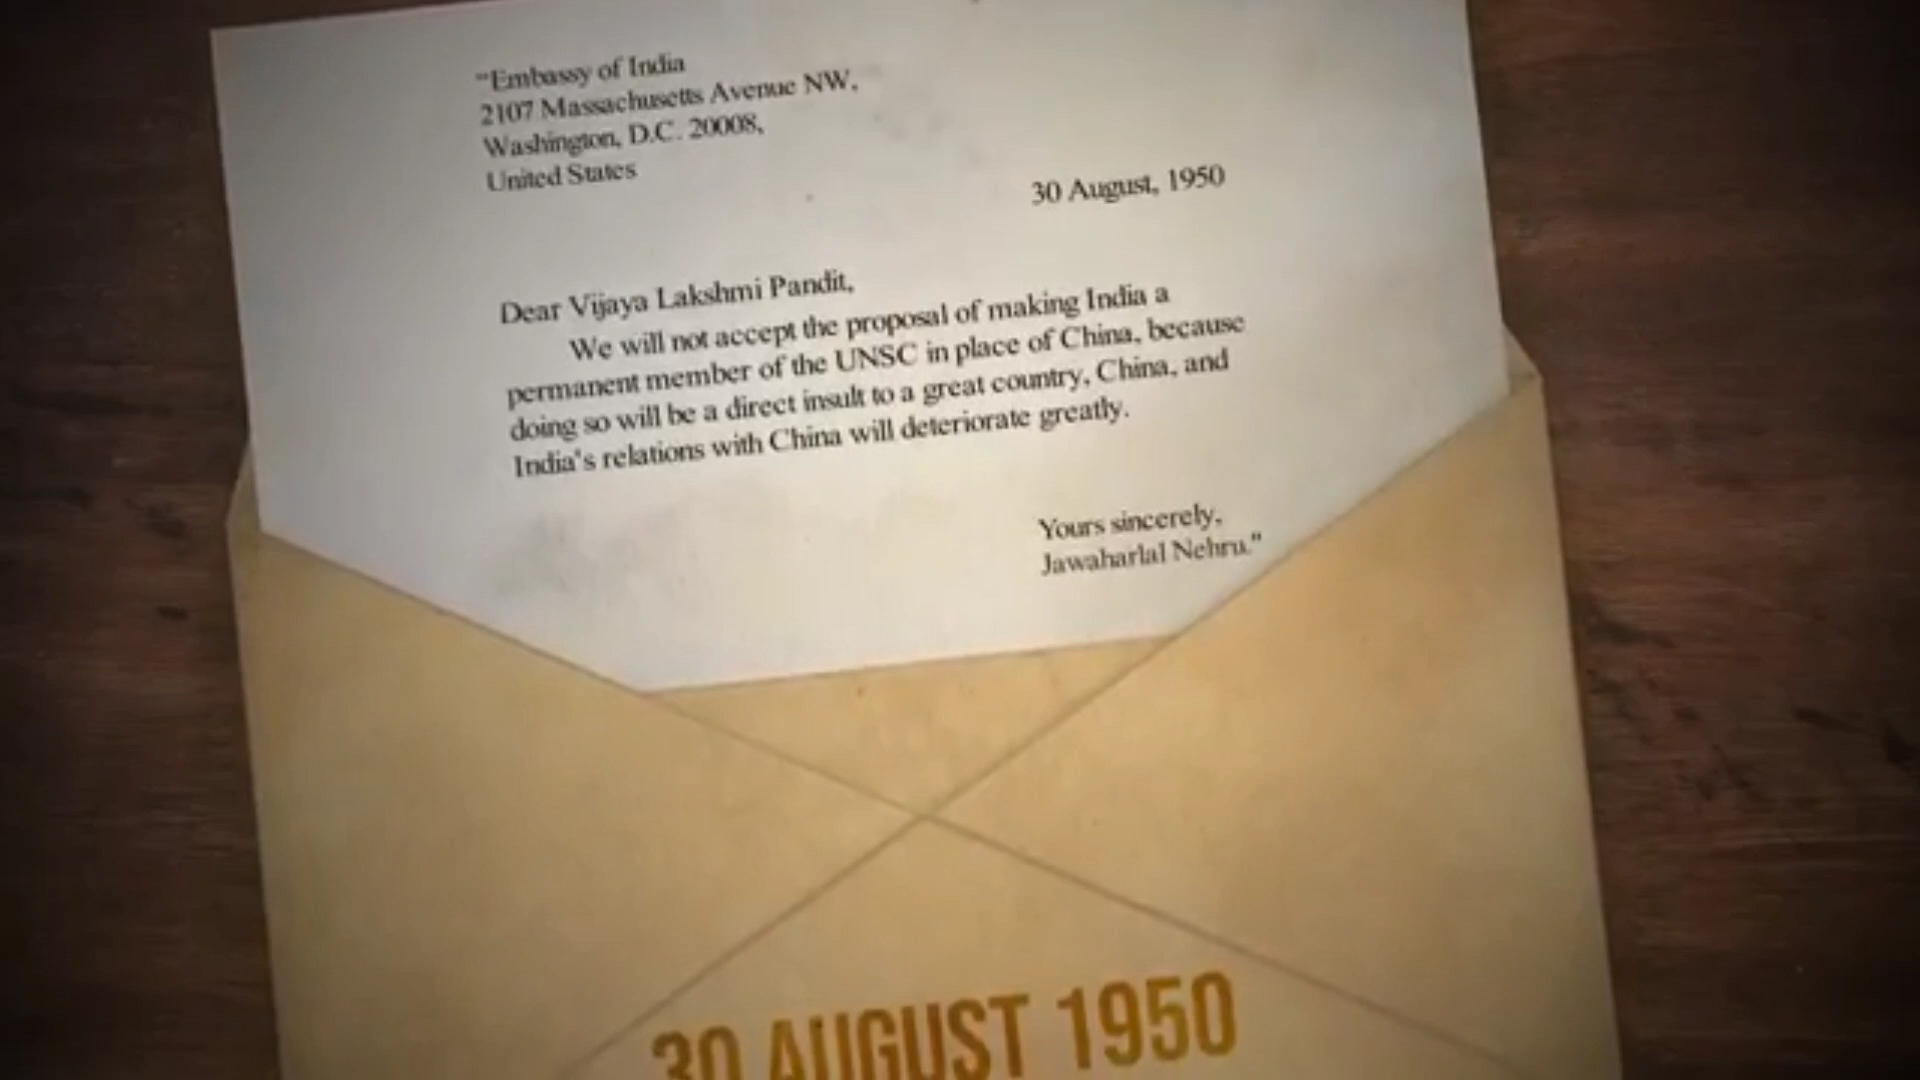 "Embassy of India
2107 Massachusetts Avenue NW,
Washington, D.C. 20008,
United States
30 August, 1950
Dear Vijaya Lakshmi Pandit,
We will not accept the proposal of making India a
permanent member of the UNSC in place of China, because
doing so will be a direct insult to a great country, China, and
India's relations with China will deteriorate greatly.
Yours sincerely,
Jawaharlal Nehru."
30 AUGUST 1950